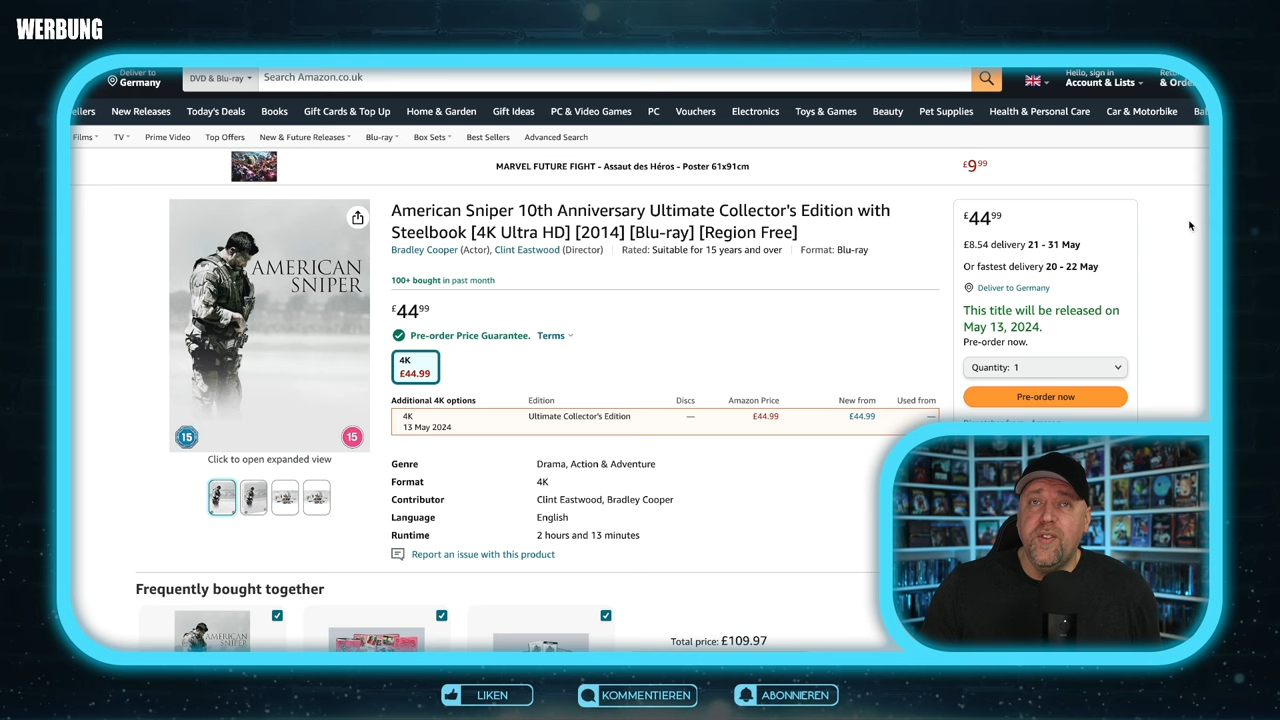 WERBUNG
Deliver to
Germany
DVD & Blu-ray
Search Amazon.co.uk
Hello, sign in
Account & Lists
& Orde
ellers
New Releases
Today's Deals
Books
Gift Cards & Top Up
Home & Garden
Gift Ideas
PC & Video Games
PC
Vouchers
Electronics
Toys & Games
Beauty
Pet Supplies
Health & Personal Care
Car & Motorbike
Films
TV
Prime Video
Top Offers
New & Future Releases
Blu-ray
Box Sets
Best Sellers
Advanced Search
MARVEL FUTURE FIGHT - Assaut des Héros - Poster 61x91cm
£9⁹⁹
AMERICAN
SNIPER
15
15
Click to open expanded view
American Sniper 10th Anniversary Ultimate Collector's Edition with
Steelbook [4K Ultra HD] [2014] [Blu-ray] [Region Free]
Bradley Cooper (Actor), Clint Eastwood (Director) | Rated: Suitable for 15 years and over | Format: Blu-ray
100+ bought in past month
£44⁹⁹
Pre-order Price Guarantee. Terms
4K
£44.99
Additional 4K options
Edition
Discs
Amazon Price
New from
Used from
4K
13 May 2024
Ultimate Collector's Edition
—
£44.99
£44.99
—
Genre
Drama, Action & Adventure
Format
4K
Contributor
Clint Eastwood, Bradley Cooper
Language
English
Runtime
2 hours and 13 minutes
Report an issue with this product
£44⁹⁹
£8.54 delivery 21 - 31 May
Or fastest delivery 20 - 22 May
Deliver to Germany
This title will be released on
May 13, 2024.
Pre-order now.
Quantity: 1
Pre-order now
Frequently bought together
AMERICAN
SNIPER
Total price: £109.97
LIKEN
KOMMENTIEREN
ABONNIEREN